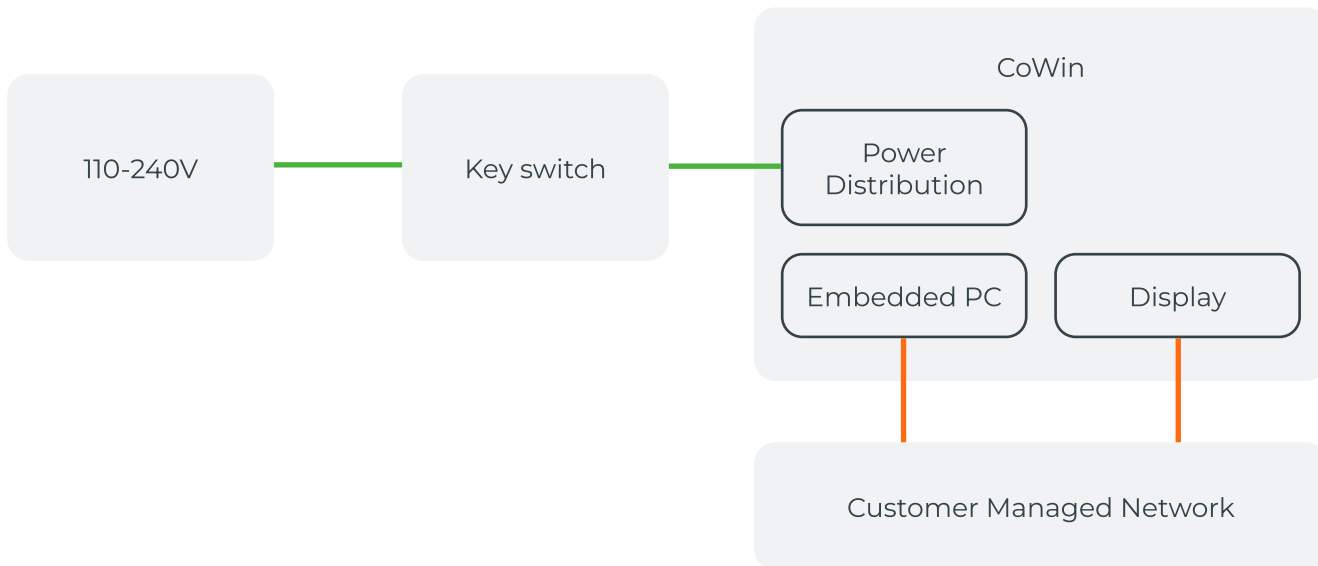 CoWin
110-240V
Key switch
Power
Distribution
Embedded PC
Display
Customer Managed Network